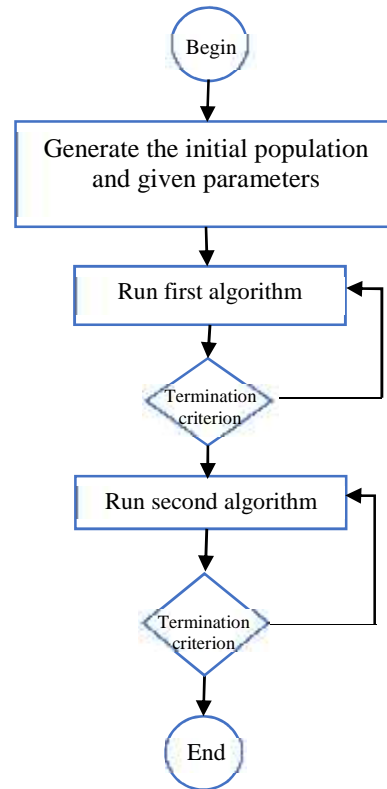 Begin
Generate the initial population
and given parameters
Run first algorithm
Termination
criterion
Run second algorithm
Termination
criterion
End